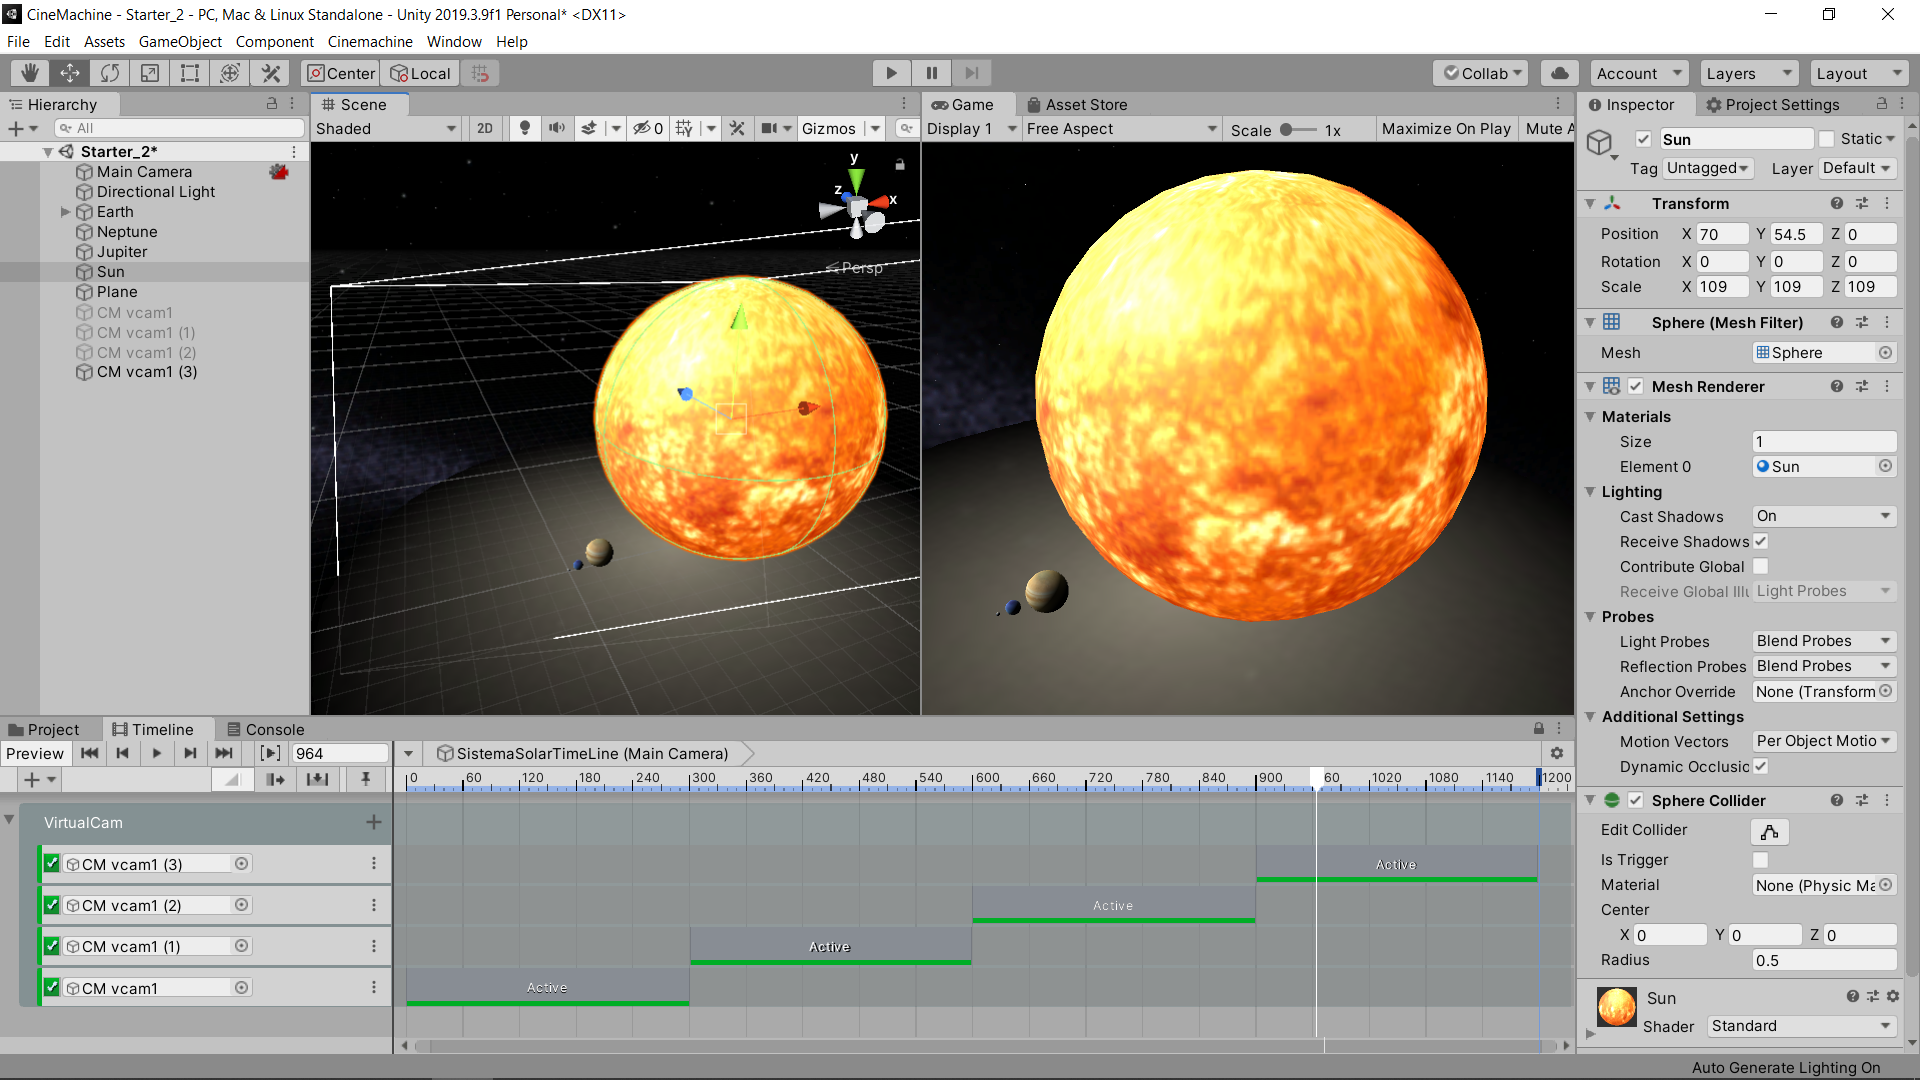 CineMachine - Starter_2 - PC, Mac & Linux Standalone - Unity 2019.3.9f1 Personal* <DX11>
File Edit Assets GameObject Component Cinemachine Window Help
Center Local Collab Account Layers Layout
Hierarchy
All
Starter_2*
Main Camera
Directional Light
Earth
Neptune
Jupiter
Sun
Plane
CM vcam1
CM vcam1 (1)
CM vcam1 (2)
CM vcam1 (3)
Scene
Shaded 2D 0 Gizmos
y
z
x
Persp
Game Asset Store
Display 1 Free Aspect Scale 1x Maximize On Play Mute A
Inspector Project Settings
Sun Static
Tag Untagged Layer Default
Transform
Position X 70 Y 54.5 Z 0
Rotation X 0 Y 0 Z 0
Scale X 109 Y 109 Z 109
Sphere (Mesh Filter)
Mesh Sphere
Mesh Renderer
Materials
Size 1
Element 0 Sun
Lighting
Cast Shadows On
Receive Shadows
Contribute Global
Receive Global Illu Light Probes
Probes
Light Probes Blend Probes
Reflection Probes Blend Probes
Anchor Override None (Transform
Additional Settings
Motion Vectors Per Object Motio
Dynamic Occlusic
Sphere Collider
Edit Collider
Is Trigger
Material None (Physic Ma
Center
X 0 Y 0 Z 0
Radius 0.5
Sun
Shader Standard
Project Timeline Console
Preview 964 SistemaSolarTimeLine (Main Camera)
0 60 120 180 240 300 360 420 480 540 600 660 720 780 840 900 60 1020 1080 1140 1200
VirtualCam
CM vcam1 (3) Active
CM vcam1 (2) Active
CM vcam1 (1) Active
CM vcam1 Active
Auto Generate Lighting On